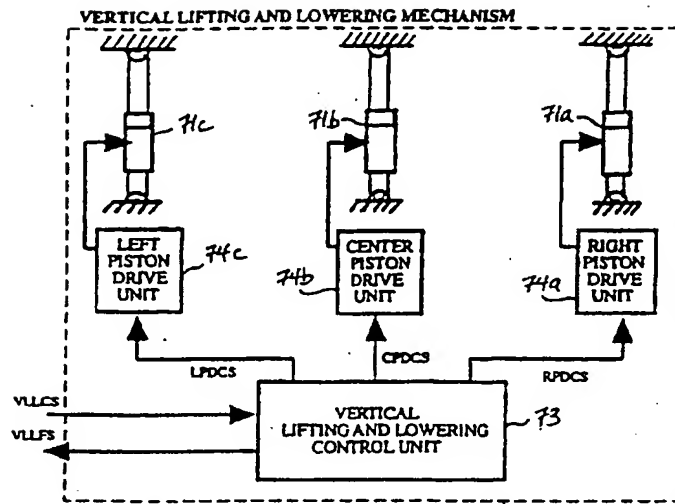 VERTICAL LIFTING AND LOWERING MECHANISM
71c
71b
71a
LEFT
PISTON
DRIVE
UNIT
74c
CENTER
PISTON
DRIVE
UNIT
74b
RIGHT
PISTON
DRIVE
UNIT
74a
LPDCS
CPDCS
RPDCS
VLLCS
VLLFS
VERTICAL
LIFTING AND LOWERING
CONTROL UNIT
73